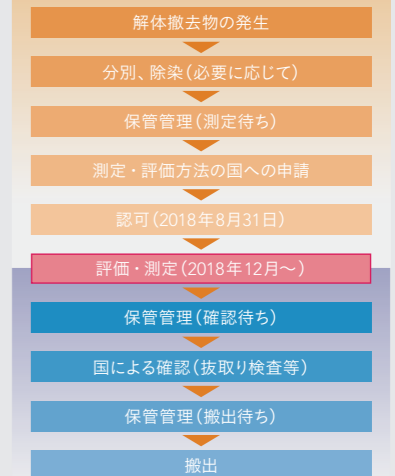 解体撤去物の発生
分別、除染(必要に応じて)
保管管理(測定待ち)
測定・評価方法の国への申請
認可(2018年8月31日)
評価・測定(2018年12月〜)
保管管理(確認待ち)
国による確認(抜取り検査等)
保管管理(搬出待ち)
搬出